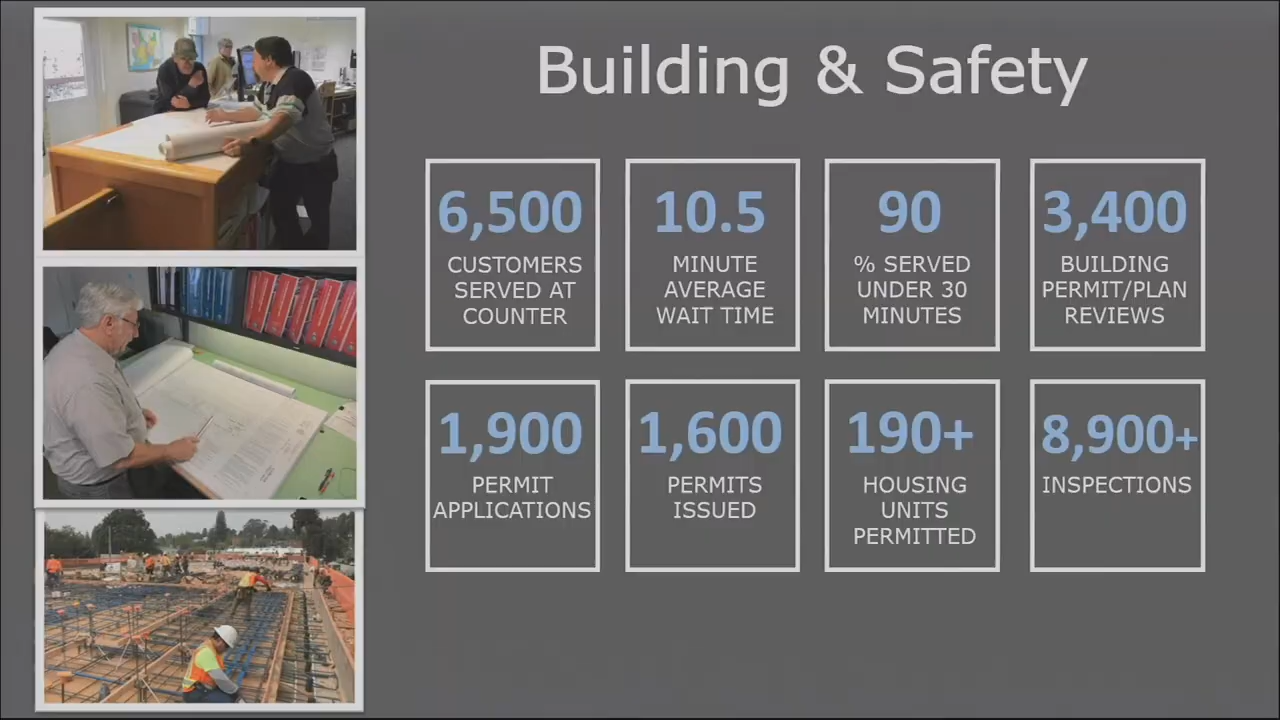 Building & Safety
6,500
CUSTOMERS
SERVED AT
COUNTER
10.5
MINUTE
AVERAGE
WAIT TIME
90
% SERVED
UNDER 30
MINUTES
3,400
BUILDING
PERMIT/PLAN
REVIEWS
1,900
PERMIT
APPLICATIONS
1,600
PERMITS
ISSUED
190+
HOUSING
UNITS
PERMITTED
8,900+
INSPECTIONS